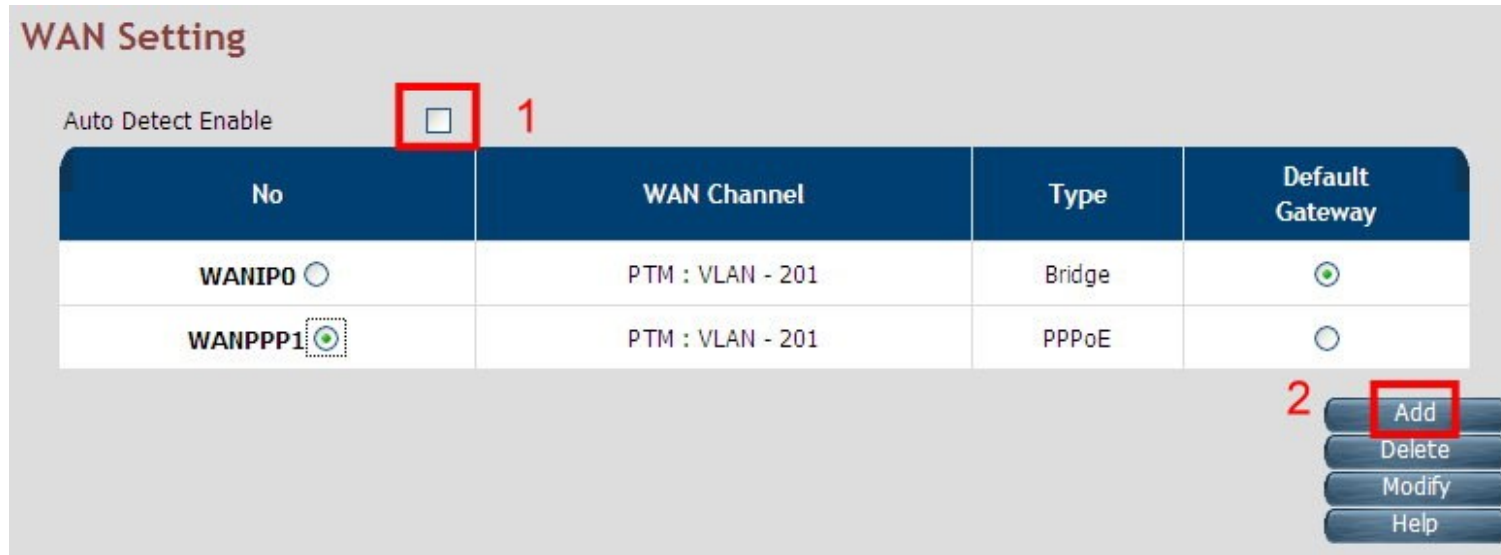 WAN Setting
Auto Detect Enable 1
No WAN Channel Type Default Gateway
WANIP0 PTM : VLAN - 201 Bridge
WANPPP1 PTM : VLAN - 201 PPPoE
2 Add
Delete
Modify
Help